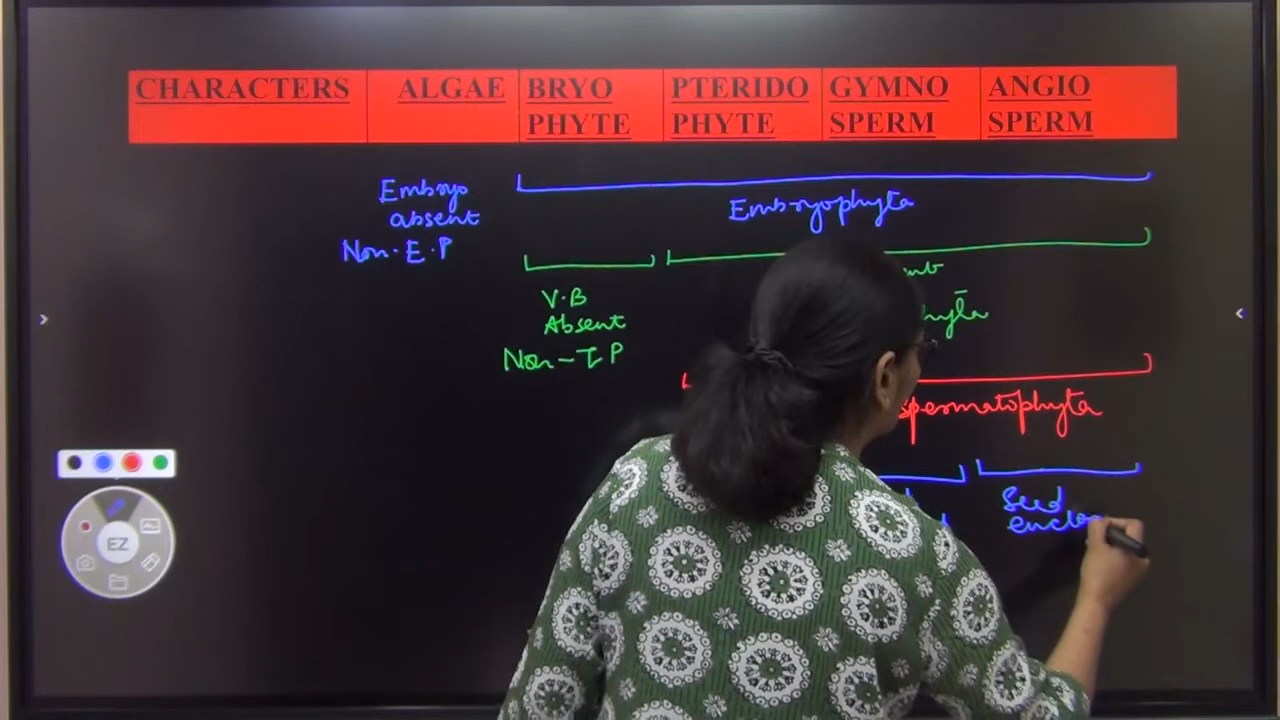 CHARACTERS ALGAE BRYO PHYTE PTERIDO PHYTE GYMNO SPERM ANGIO SPERM
Embryo
absent
Non·E·P
Embryophyta
V·B
Absent
Non-T P
spermatophyta
Seed
EZ